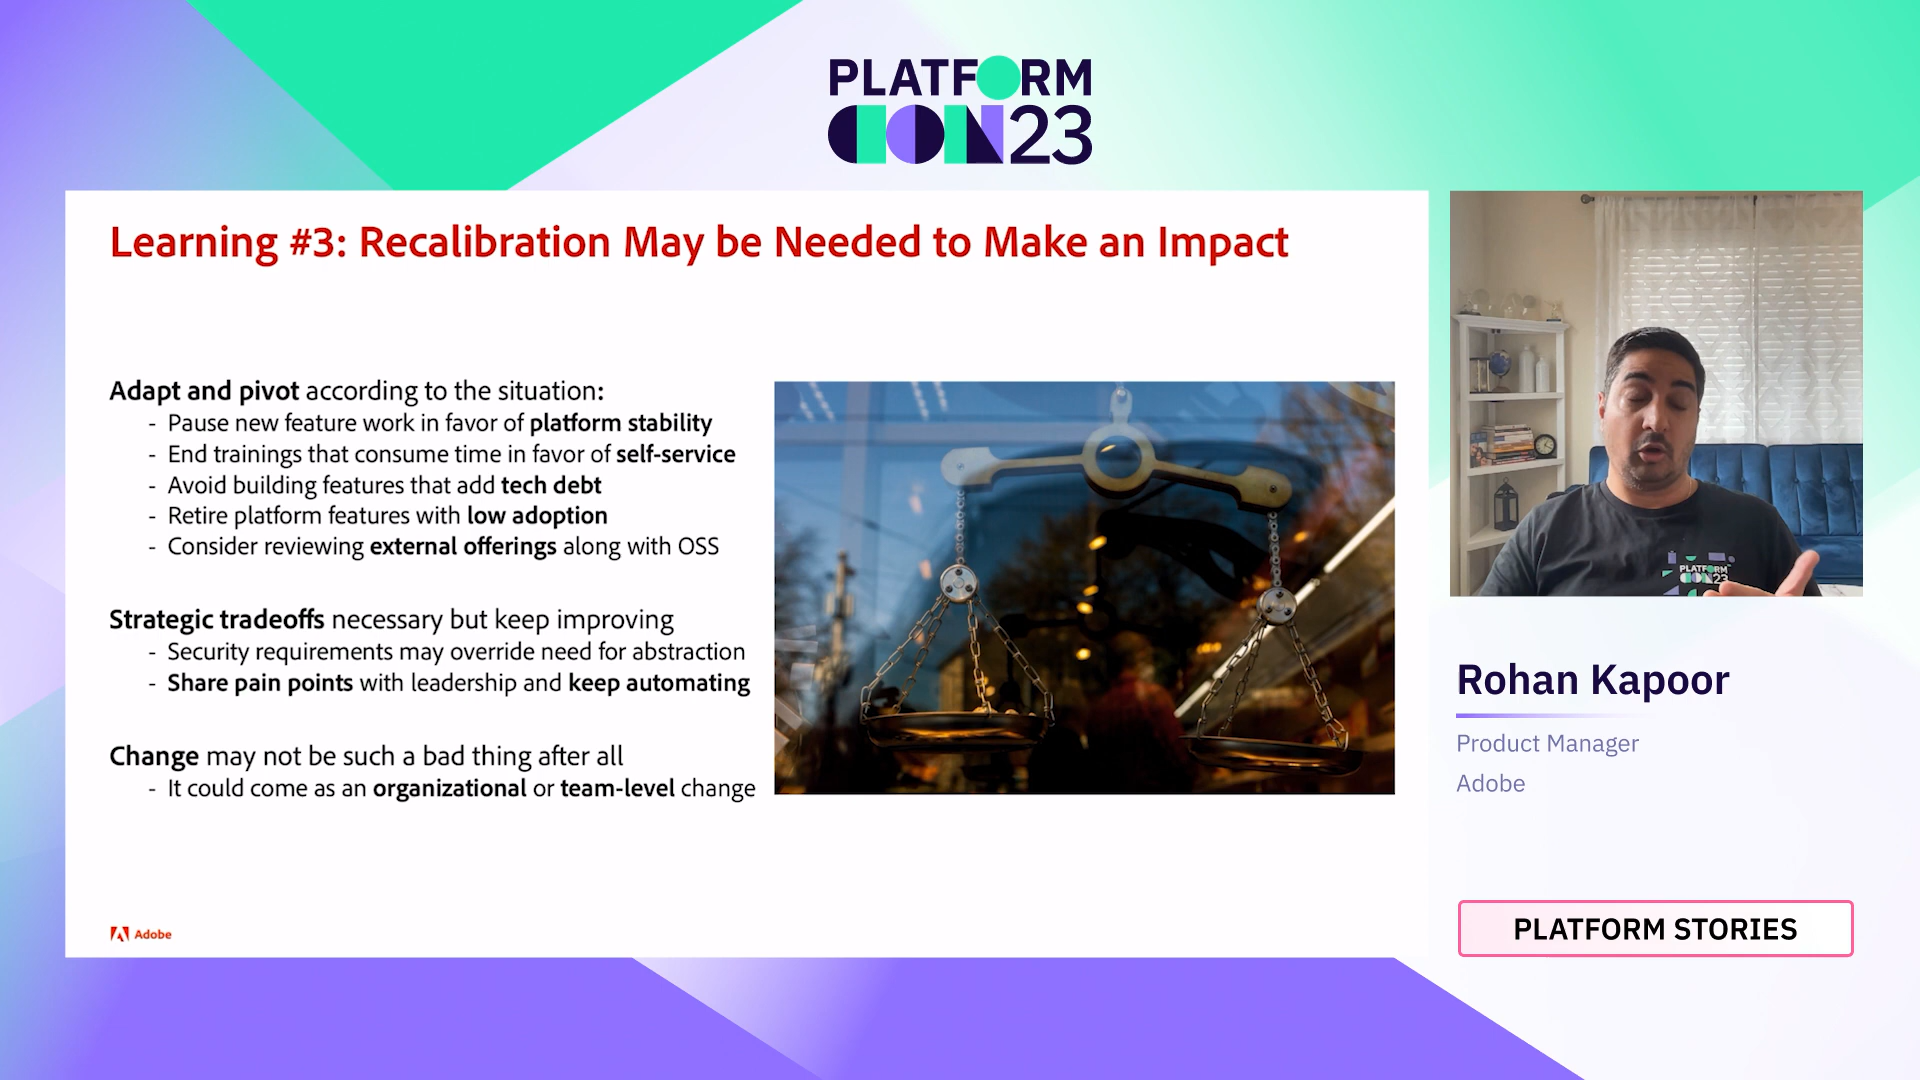 PLATFORM
CON23
Learning #3: Recalibration May be Needed to Make an Impact
Adapt and pivot according to the situation:
- Pause new feature work in favor of platform stability
- End trainings that consume time in favor of self-service
- Avoid building features that add tech debt
- Retire platform features with low adoption
- Consider reviewing external offerings along with OSS
Strategic tradeoffs necessary but keep improving
- Security requirements may override need for abstraction
- Share pain points with leadership and keep automating
Change may not be such a bad thing after all
- It could come as an organizational or team-level change
Adobe
PLATFORM
CON23
Rohan Kapoor
Product Manager
Adobe
PLATFORM STORIES